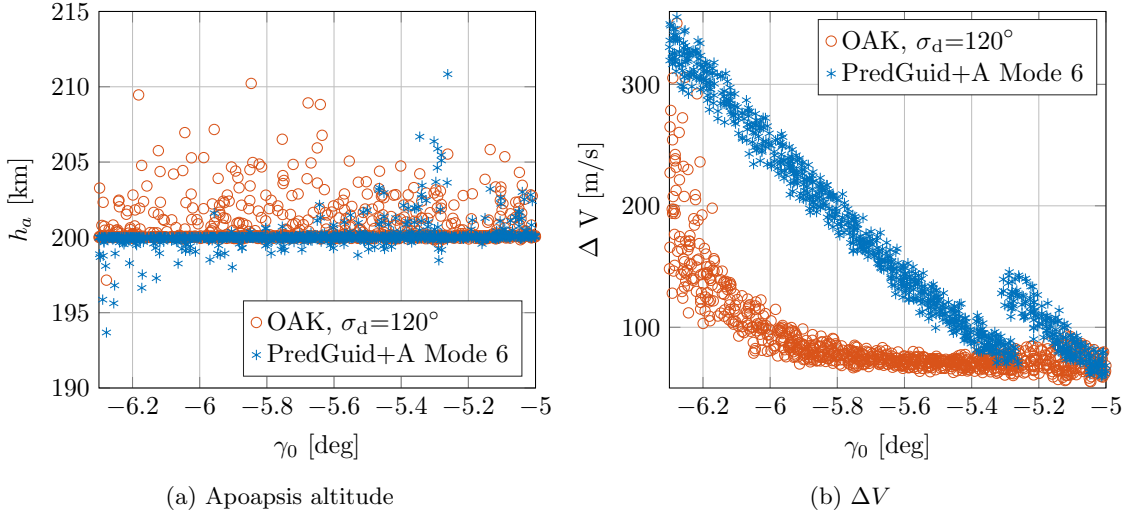 215
210
205
200
195
190
h_a [km]
OAK, σ_d=120°
PredGuid+A Mode 6
−6.2 −6 −5.8 −5.6 −5.4 −5.2 −5
γ_0 [deg]
(a) Apoapsis altitude
300
200
100
Δ V [m/s]
OAK, σ_d=120°
PredGuid+A Mode 6
−6.2 −6 −5.8 −5.6 −5.4 −5.2 −5
γ_0 [deg]
(b) ΔV